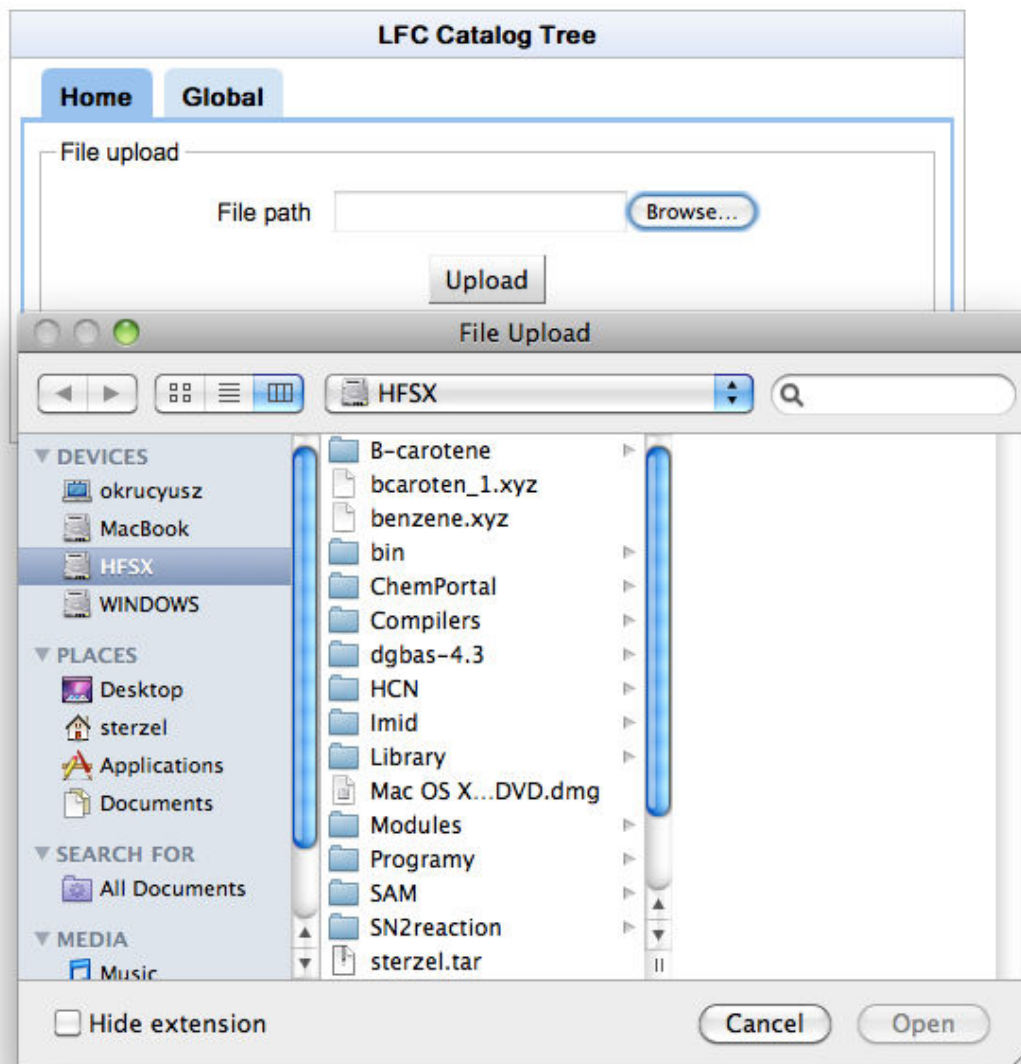 LFC Catalog Tree
Home Global
File upload
File path Browse...
Upload
File Upload
HFSX
DEVICES
okrucyusz
MacBook
HFSX
WINDOWS
PLACES
Desktop
sterzel
Applications
Documents
SEARCH FOR
All Documents
MEDIA
Music
B-carotene
bcaroten_1.xyz
benzene.xyz
bin
ChemPortal
Compilers
dgbas-4.3
HCN
Imid
Library
Mac OS X...DVD.dmg
Modules
Programy
SAM
SN2reaction
sterzel.tar
Hide extension Cancel Open